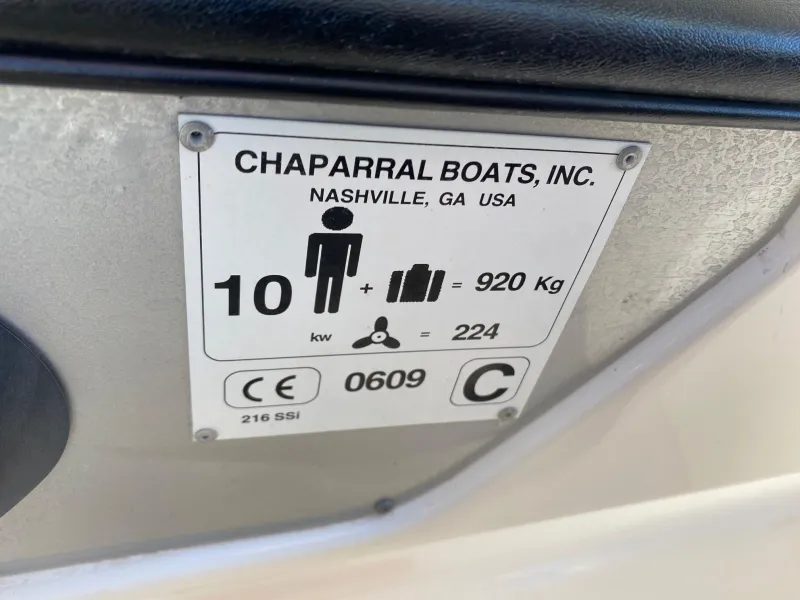 CHAPARRAL BOATS, INC.
NASHVILLE, GA USA
10 + = 920 Kg
kw = 224
CE 0609 C
216 SSi